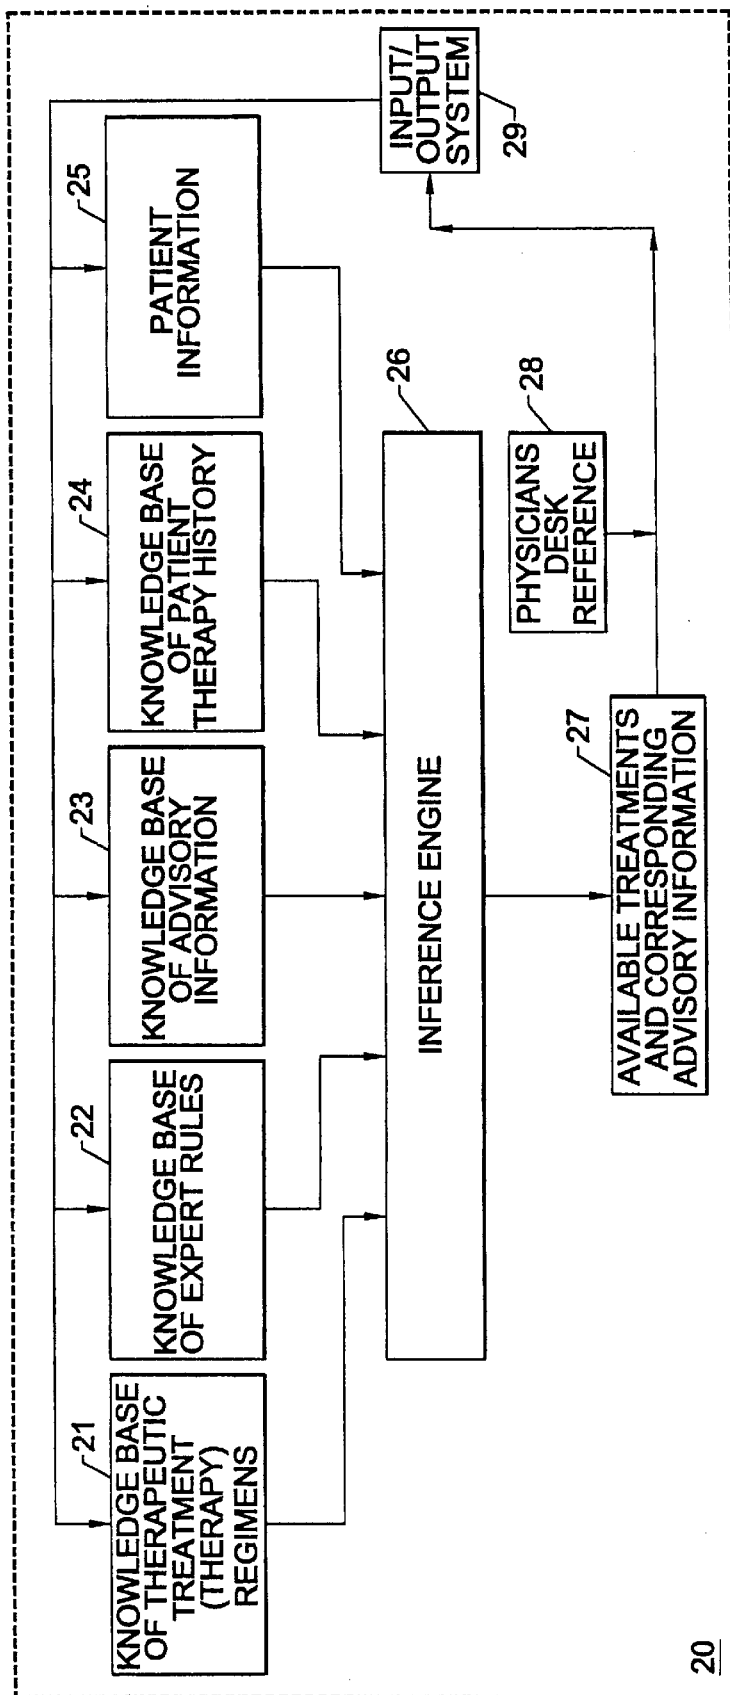 21
KNOWLEDGE BASE
OF THERAPEUTIC
TREATMENT
(THERAPY)
REGIMENS
22
KNOWLEDGE BASE
OF EXPERT RULES
23
KNOWLEDGE BASE
OF ADVISORY
INFORMATION
24
KNOWLEDGE BASE
OF PATIENT
THERAPY HISTORY
25
PATIENT
INFORMATION
INPUT/
OUTPUT
SYSTEM
29
INFERENCE ENGINE
26
PHYSICIANS
DESK
REFERENCE
28
AVAILABLE TREATMENTS
AND CORRESPONDING
ADVISORY INFORMATION
27
20